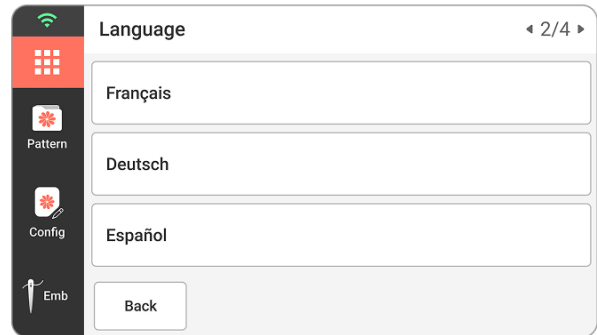 Language
◂ 2/4 ▸
Français
Pattern
Deutsch
Config
Español
Emb
Back